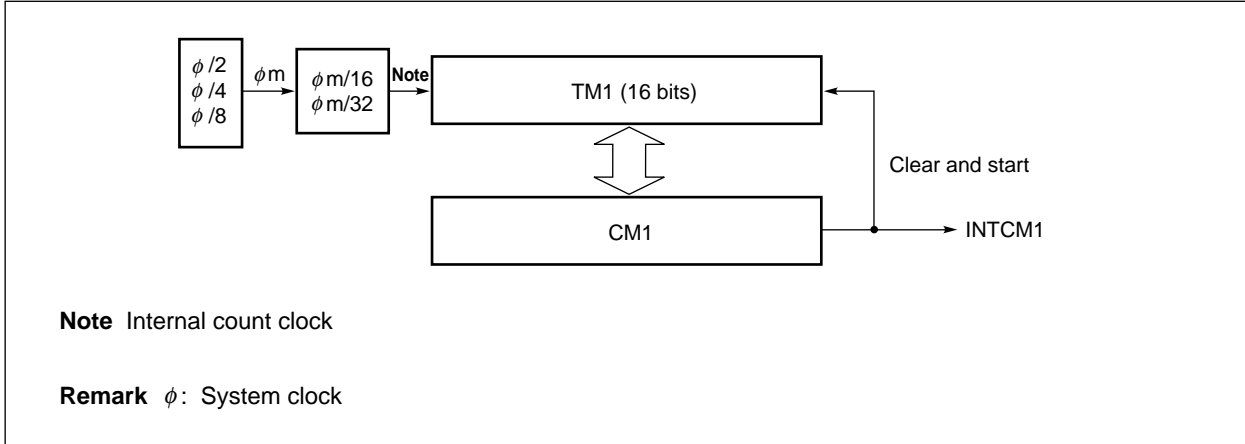 φ/2
φ/4
φ/8
φm
φm/16
φm/32
Note
TM1 (16 bits)
Clear and start
CM1
INTCM1
Note Internal count clock
Remark φ: System clock